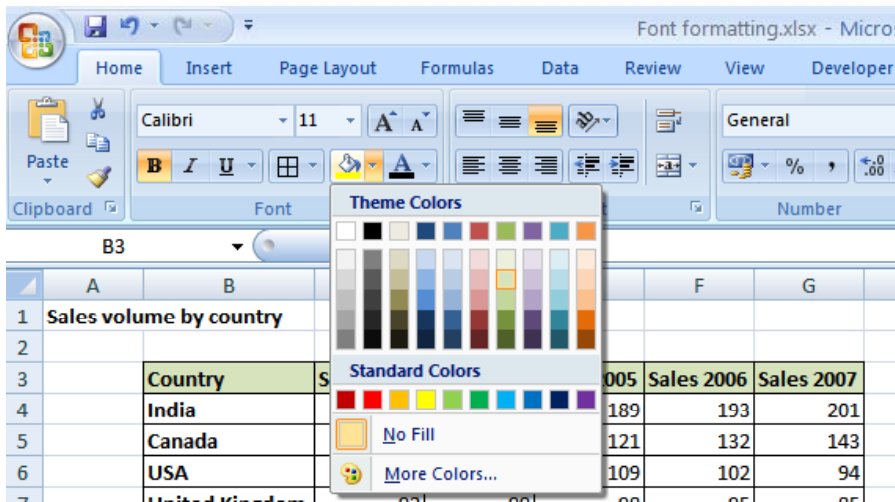 Font formatting.xlsx - Micros
Home Insert Page Layout Formulas Data Review View Developer
Calibri 11 A A General
Paste B I U A % , .00
Clipboard Font Number
Theme Colors
B3
A B F G
1 Sales volume by country
2
Standard Colors
3 Country S 005 Sales 2006 Sales 2007
4 India 189 193 201
No Fill
5 Canada 121 132 143
More Colors...
6 USA 109 102 94